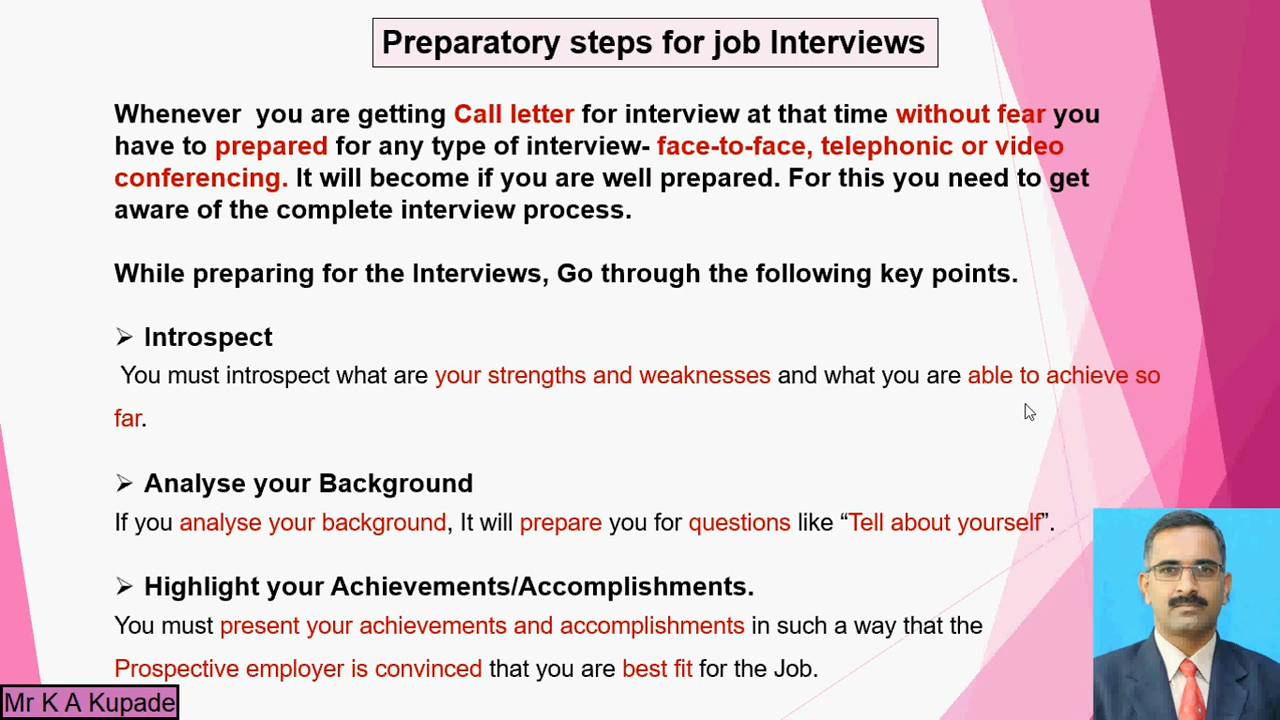 Preparatory steps for job Interviews
Whenever  you are getting Call letter for interview at that time without fear you
have to prepared for any type of interview- face-to-face, telephonic or video
conferencing. It will become if you are well prepared. For this you need to get
aware of the complete interview process.
While preparing for the Interviews, Go through the following key points.
➢ Introspect
You must introspect what are your strengths and weaknesses and what you are able to achieve so
far.
➢ Analyse your Background
If you analyse your background, It will prepare you for questions like “Tell about yourself”.
➢ Highlight your Achievements/Accomplishments.
You must present your achievements and accomplishments in such a way that the
Prospective employer is convinced that you are best fit for the Job.
Mr K A Kupade